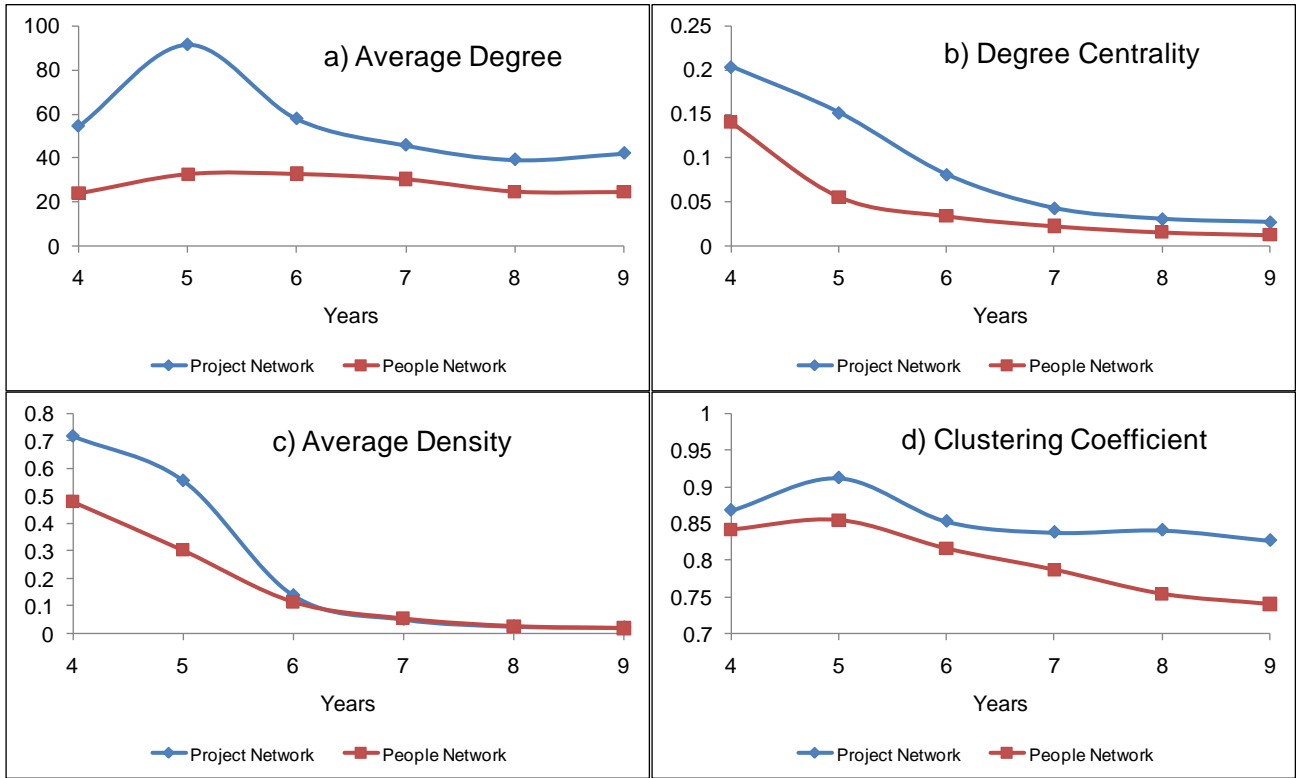 a) Average Degree
100
80
60
40
20
0
4 5 6 7 8 9
Years
Project Network People Network
b) Degree Centrality
0.25
0.2
0.15
0.1
0.05
0
4 5 6 7 8 9
Years
Project Network People Network
c) Average Density
0.8
0.7
0.6
0.5
0.4
0.3
0.2
0.1
0
4 5 6 7 8 9
Years
Project Network People Network
d) Clustering Coefficient
1
0.95
0.9
0.85
0.8
0.75
0.7
4 5 6 7 8 9
Years
Project Network People Network